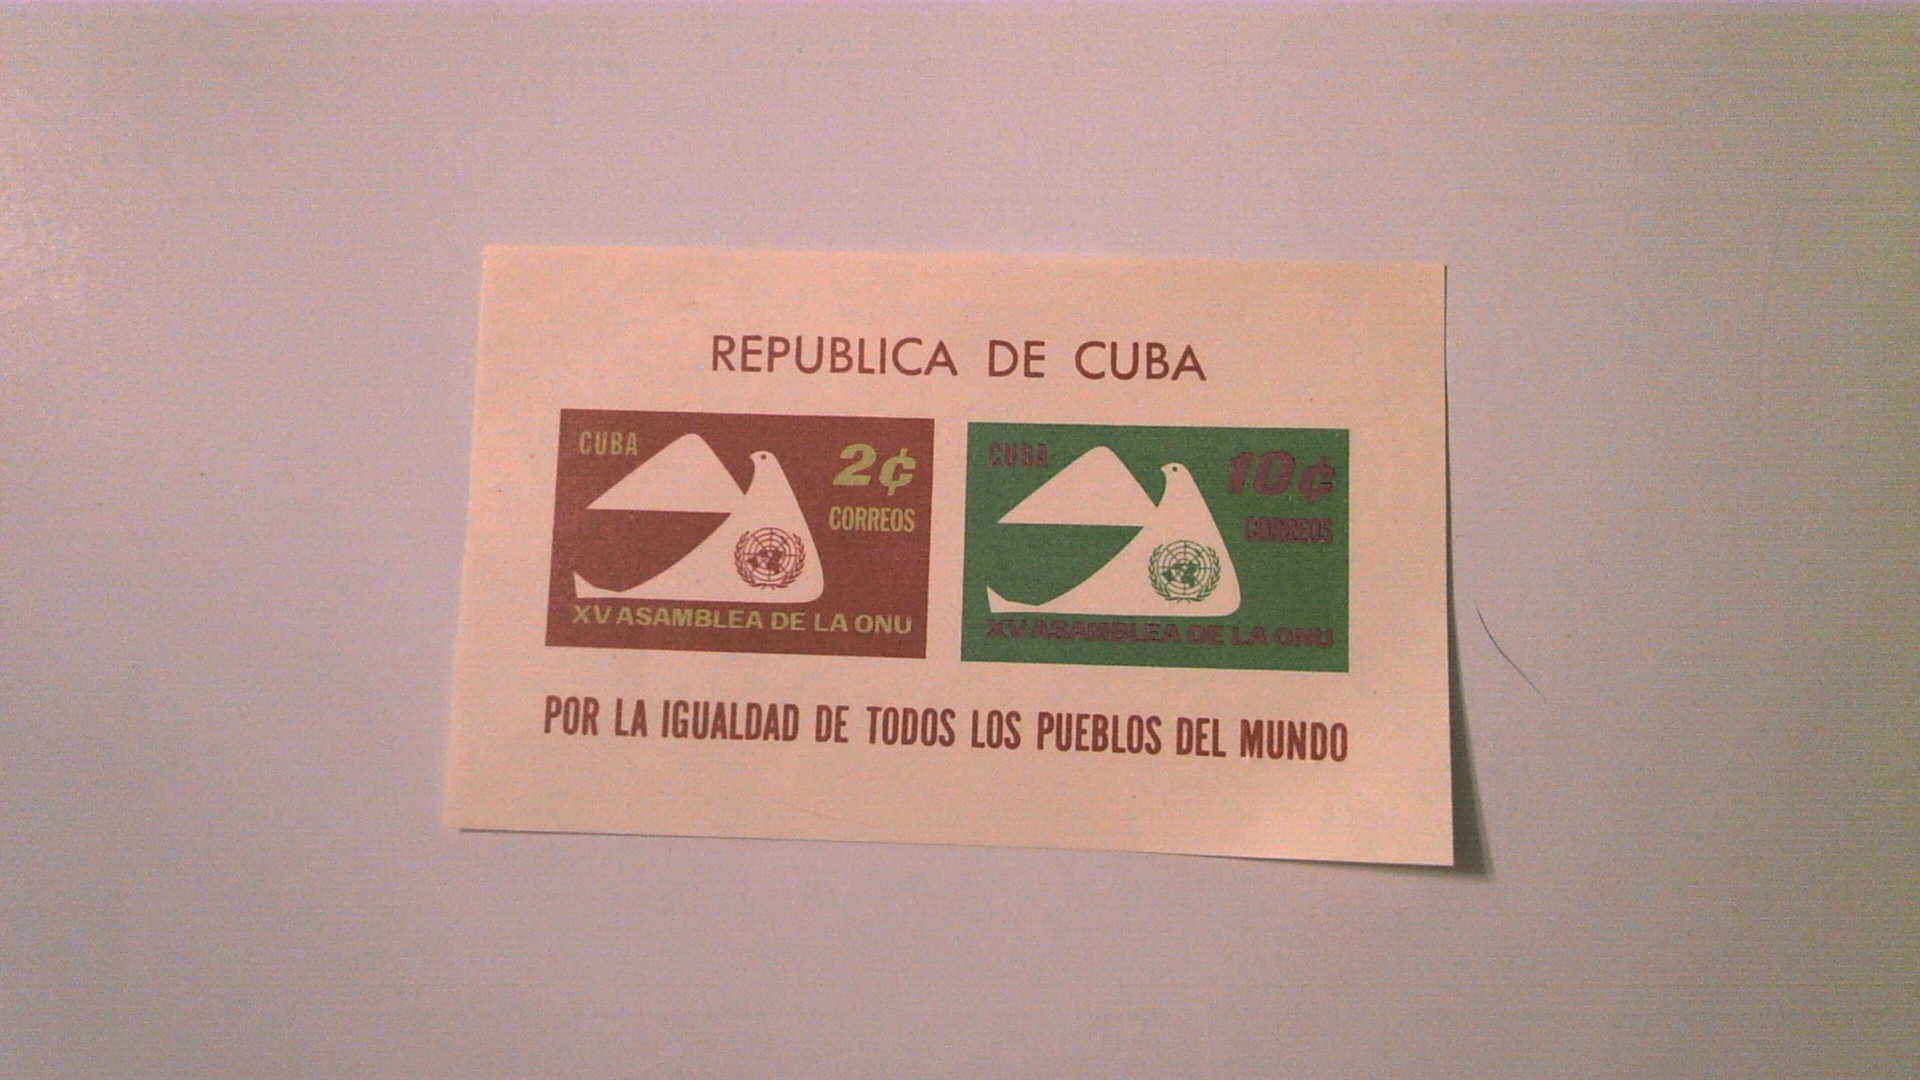 REPUBLICA DE CUBA
CUBA
2¢
CORREOS
XV ASAMBLEA DE LA ONU
CUBA
10¢
CORREOS
XV ASAMBLEA DE LA ONU
POR LA IGUALDAD DE TODOS LOS PUEBLOS DEL MUNDO